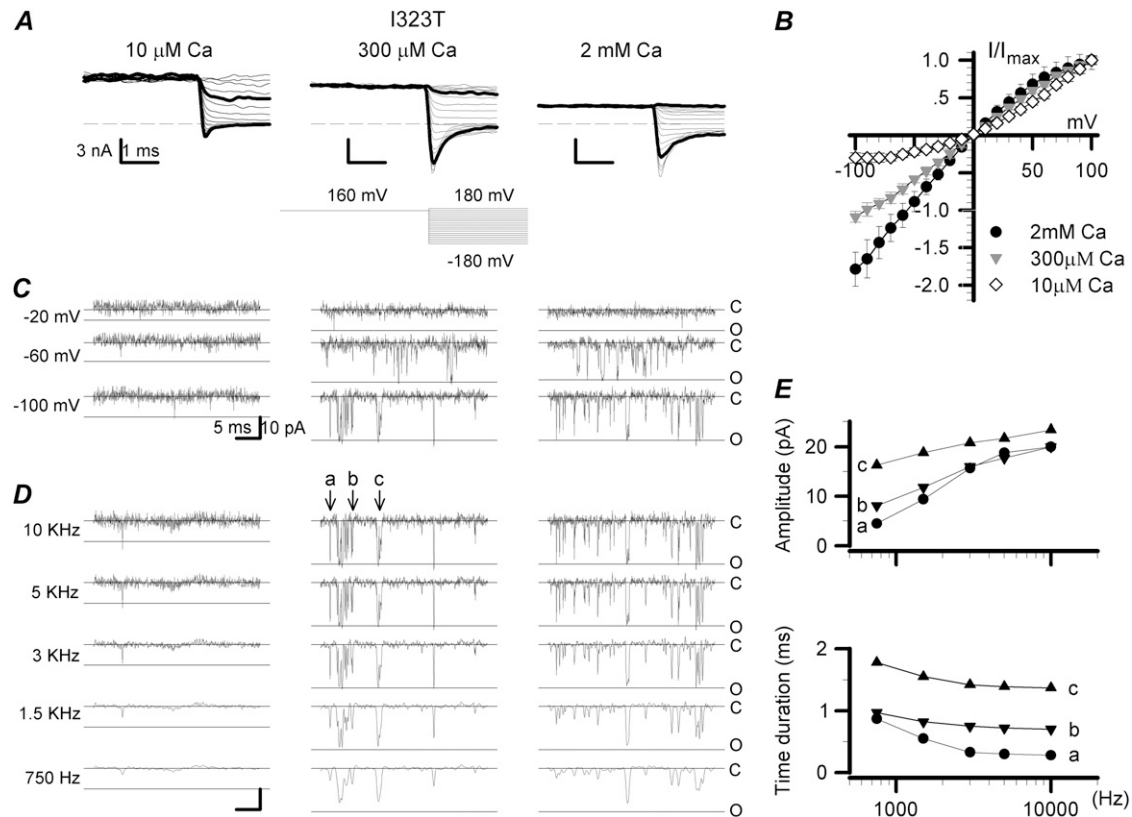 A
I323T
10 µM Ca
300 µM Ca
2 mM Ca
3 nA
1 ms
160 mV
180 mV
-180 mV
B
I/Imax
1.0
.5
mV
-100
50
100
-.5
-1.0
-1.5
-2.0
2mM Ca
300µM Ca
10µM Ca
C
-20 mV
-60 mV
-100 mV
5 ms
10 pA
C
O
C
O
C
O
D
a b c
10 KHz
5 KHz
3 KHz
1.5 KHz
750 Hz
C
O
C
O
C
O
C
O
C
O
E
Amplitude (pA)
20
10
0
c
b
a
Time duration (ms)
2
1
0
c
b
a
1000
10000
(Hz)